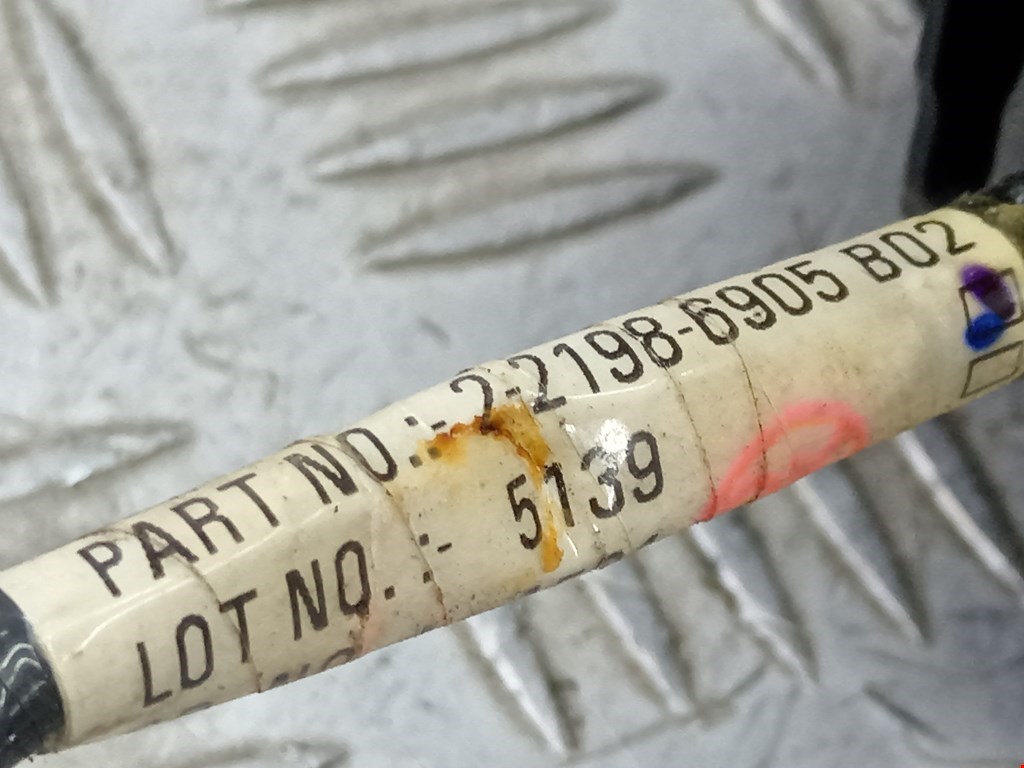 PART NO.:- 2-2198-6905 B02
LOT NO. :- 5139